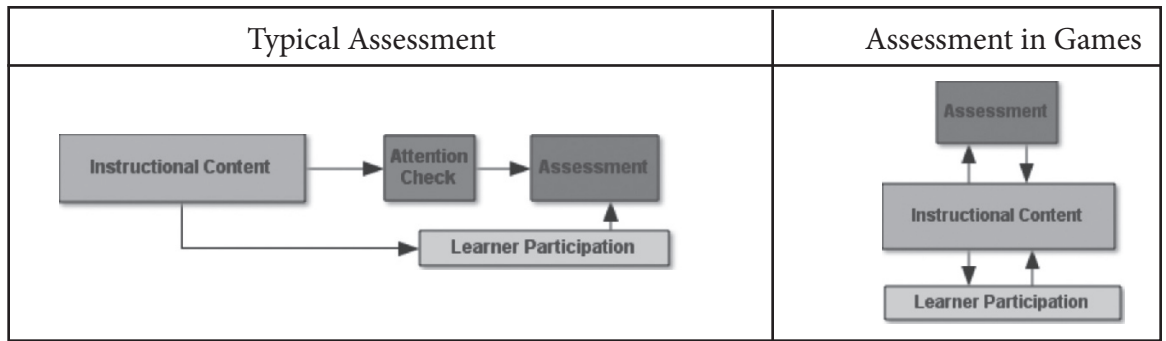 Typical Assessment
Assessment in Games
Instructional Content
Attention
Check
Assessment
Learner Participation
Assessment
Instructional Content
Learner Participation